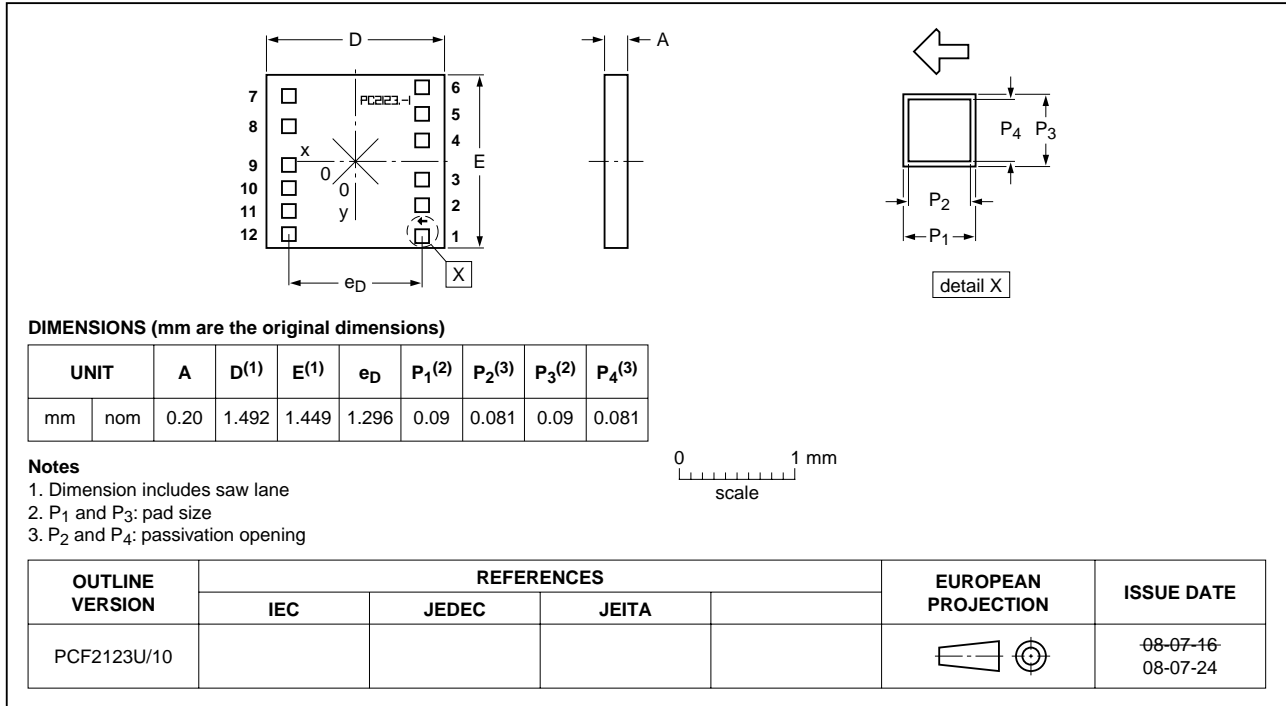 D
A
7
8
9
10
11
12
6
5
4
3
2
1
PC2123.-1
x
0
0
y
E
eD
X
P4 P3
P2
P1
detail X
DIMENSIONS (mm are the original dimensions)
UNIT A D(1) E(1) eD P1(2) P2(3) P3(2) P4(3)
mm nom 0.20 1.492 1.449 1.296 0.09 0.081 0.09 0.081
Notes
1. Dimension includes saw lane
2. P1 and P3: pad size
3. P2 and P4: passivation opening
0 1 mm
scale
OUTLINE VERSION
REFERENCES
IEC JEDEC JEITA
EUROPEAN PROJECTION
ISSUE DATE
PCF2123U/10
08-07-16
08-07-24